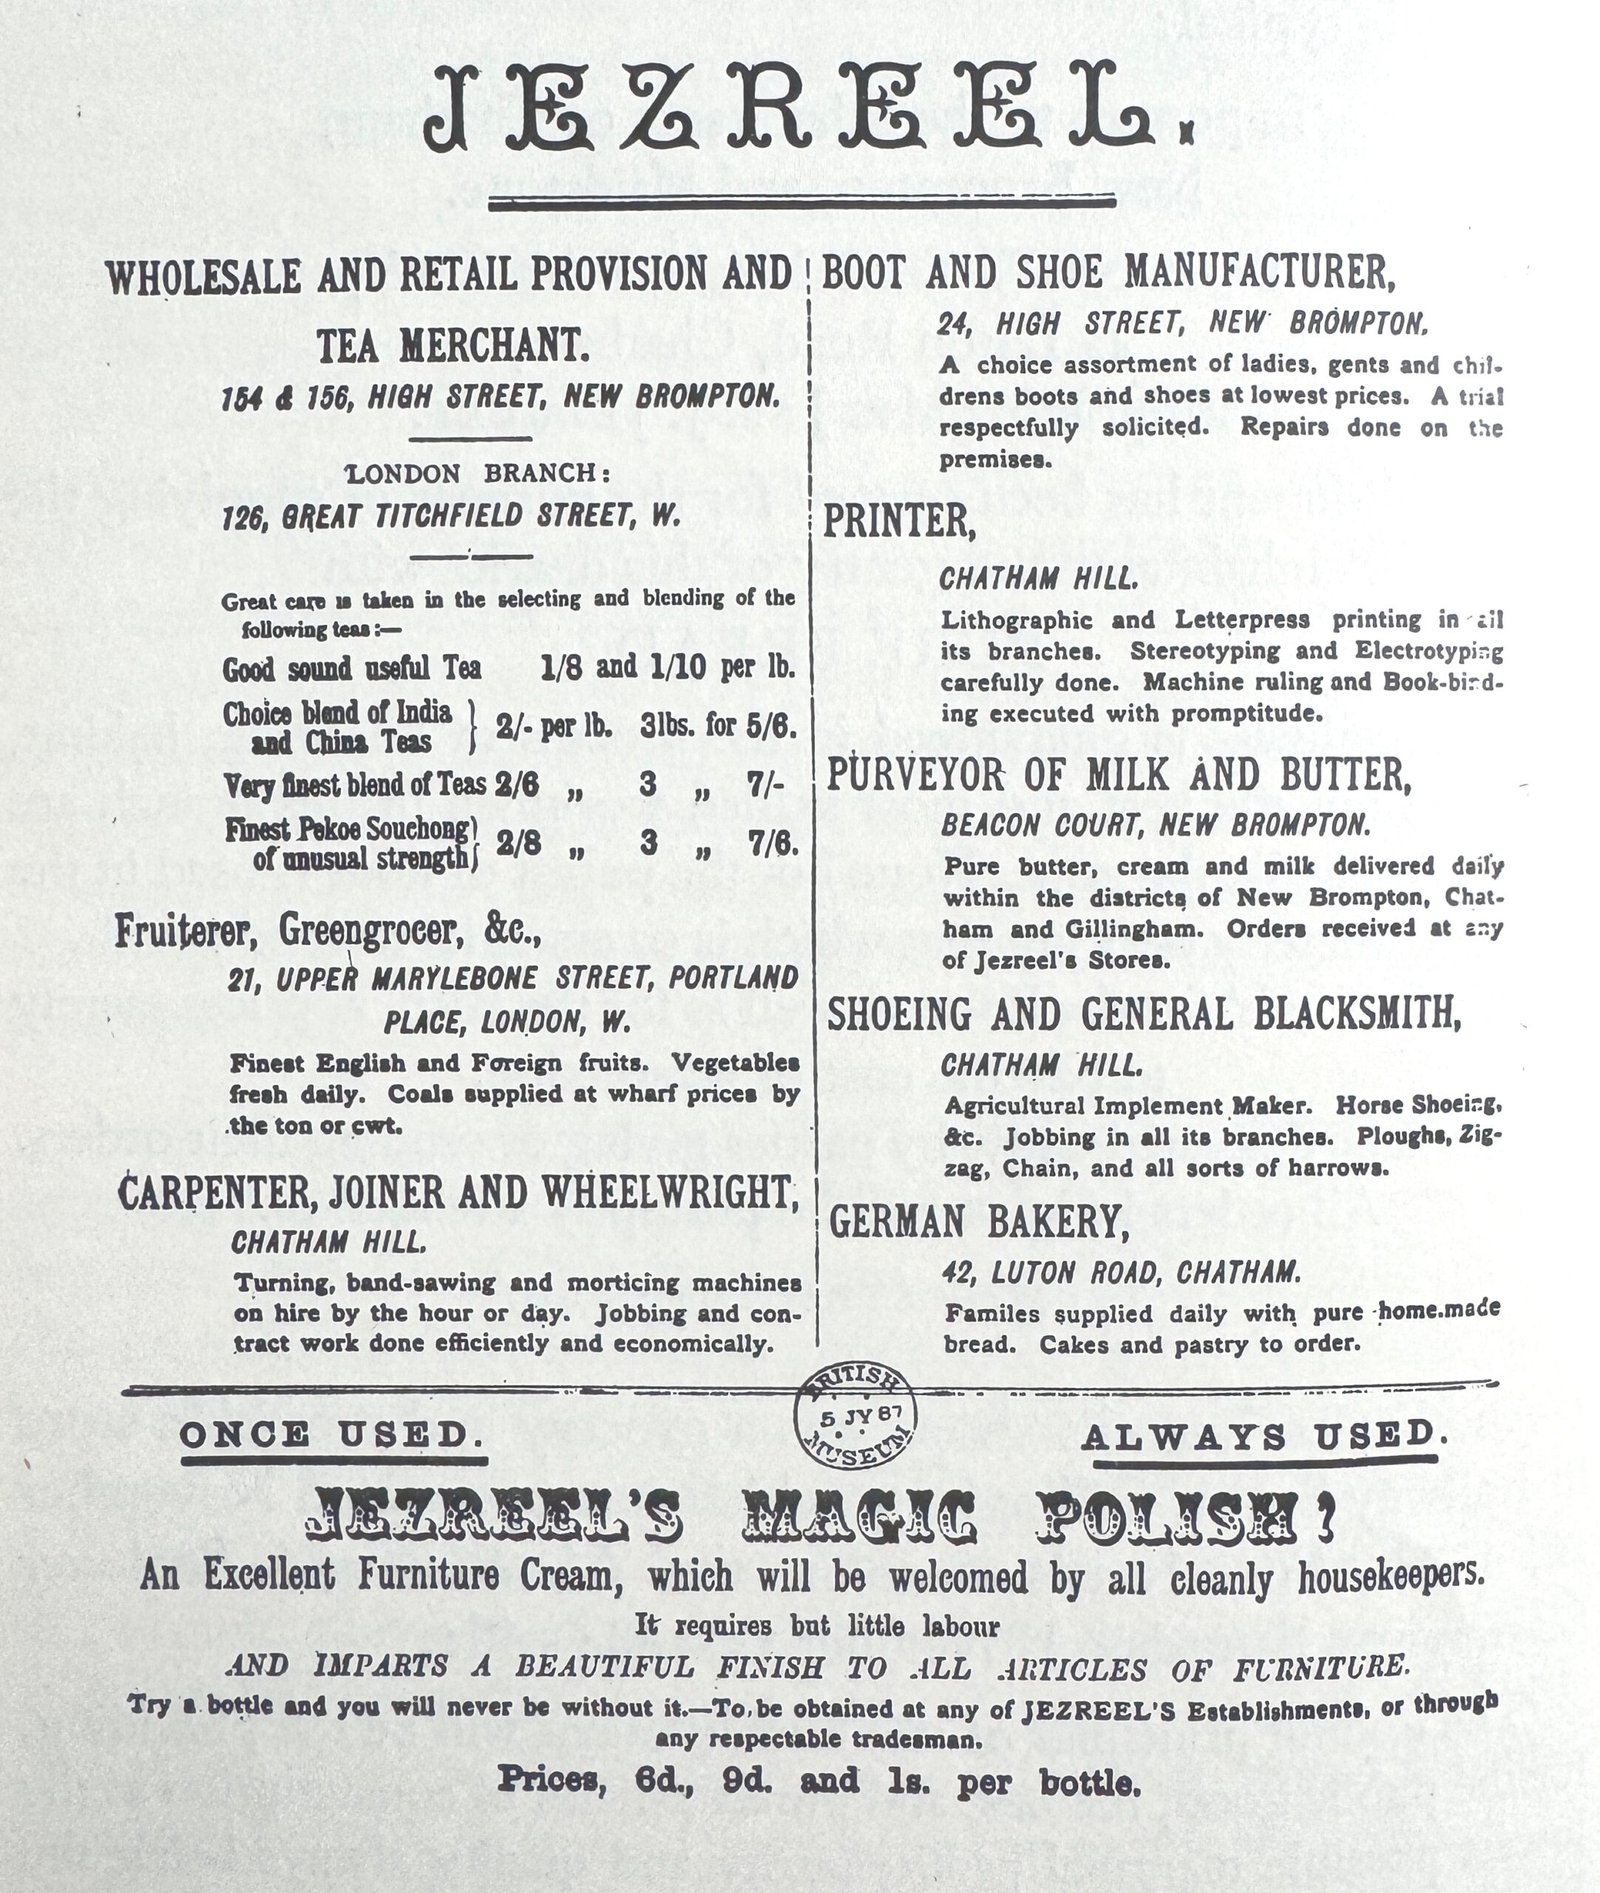 JEZREEL.
WHOLESALE AND RETAIL PROVISION AND
TEA MERCHANT.
154 & 156, HIGH STREET, NEW BROMPTON.
LONDON BRANCH:
126, GREAT TITCHFIELD STREET, W.
Great care is taken in the selecting and blending of the
following teas:—
Good sound useful Tea 1/8 and 1/10 per lb.
Choice blend of India
and China Teas } 2/- per lb. 3lbs. for 5/6.
Very finest blend of Teas 2/6 „ 3 „ 7/-
Finest Pekoe Souchong
of unusual strength } 2/8 „ 3 „ 7/6.
Fruiterer, Greengrocer, &c.,
21, UPPER MARYLEBONE STREET, PORTLAND
PLACE, LONDON, W.
Finest English and Foreign fruits. Vegetables
fresh daily. Coals supplied at wharf prices by
the ton or cwt.
CARPENTER, JOINER AND WHEELWRIGHT,
CHATHAM HILL.
Turning, band-sawing and morticing machines
on hire by the hour or day. Jobbing and con-
tract work done efficiently and economically.
BOOT AND SHOE MANUFACTURER,
24, HIGH STREET, NEW BROMPTON.
A choice assortment of ladies, gents and chil-
drens boots and shoes at lowest prices. A trial
respectfully solicited. Repairs done on the
premises.
PRINTER,
CHATHAM HILL.
Lithographic and Letterpress printing in all
its branches. Stereotyping and Electrotyping
carefully done. Machine ruling and Book-bind-
ing executed with promptitude.
PURVEYOR OF MILK AND BUTTER,
BEACON COURT, NEW BROMPTON.
Pure butter, cream and milk delivered daily
within the districts of New Brompton, Chat-
ham and Gillingham. Orders received at any
of Jezreel's Stores.
SHOEING AND GENERAL BLACKSMITH,
CHATHAM HILL.
Agricultural Implement Maker. Horse Shoeing,
&c. Jobbing in all its branches. Ploughs, Zig-
zag, Chain, and all sorts of harrows.
GERMAN BAKERY,
42, LUTON ROAD, CHATHAM.
Familes supplied daily with pure home.made
bread. Cakes and pastry to order.
BRITISH
5 JY 87
MUSEUM
ONCE USED. ALWAYS USED.
JEZREEL'S MAGIC POLISH!
An Excellent Furniture Cream, which will be welcomed by all cleanly housekeepers.
It requires but little labour
AND IMPARTS A BEAUTIFUL FINISH TO ALL ARTICLES OF FURNITURE.
Try a bottle and you will never be without it.—To be obtained at any of JEZREEL'S Establishments, or through
any respectable tradesman.
Prices, 6d., 9d. and 1s. per bottle.